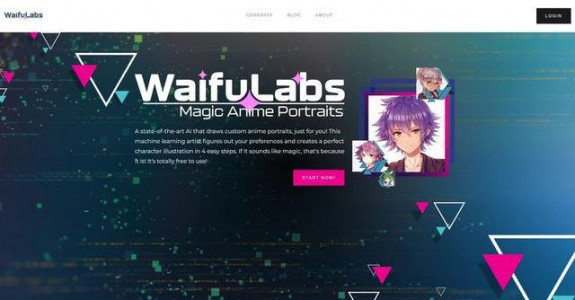 WaifuLabs
GENERATE BLOG ABOUT
LOGIN
WaifuLabs
Magic Anime Portraits
A state-of-the-art AI that draws custom anime portraits, just for you! This
machine learning artist figures out your preferences and creates a perfect
character illustration in 4 easy steps. If it sounds like magic, that's because
it is! It's totally free to use!
START NOW!